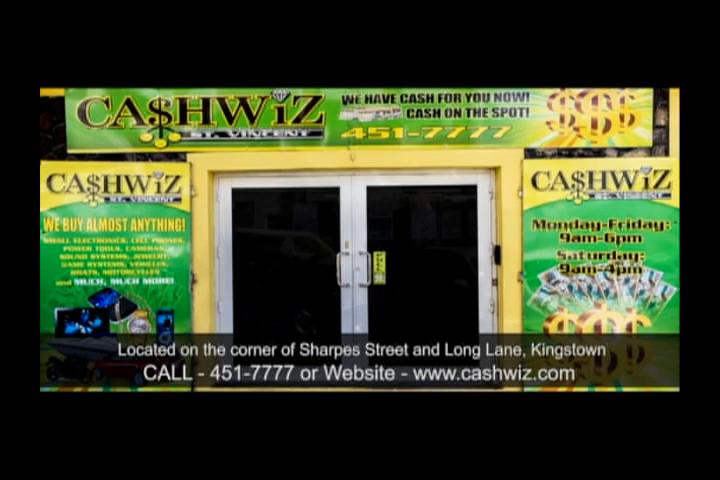 CA$HWiZ
ST. VINCENT
WE HAVE CASH FOR YOU NOW!
CASH ON THE SPOT!
451-7777
CA$HWiZ
ST. VINCENT
WE BUY ALMOST ANYTHING!
SMALL ELECTRONICS, CELL PHONES,
POWER TOOLS, CAMERAS,
SOUND SYSTEMS, JEWELRY,
GAME SYSTEMS, VEHICLES,
BOATS, MOTORCYCLES
and MUCH, MUCH MORE!
CA$HWiZ
ST. VINCENT
Monday-Friday:
9am-6pm
Saturday:
9am-4pm
Located on the corner of Sharpes Street and Long Lane, Kingstown
CALL - 451-7777 or Website - www.cashwiz.com